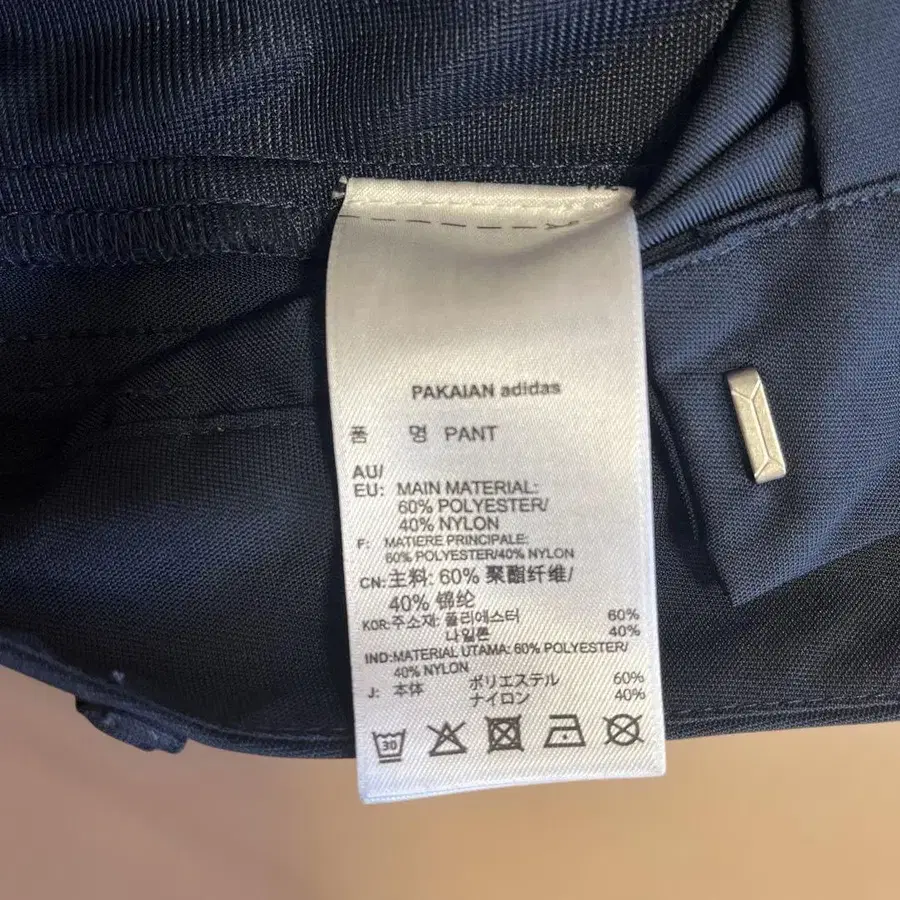 PAKAIAN adidas
품 명 PANT
AU/
EU: MAIN MATERIAL:
60% POLYESTER/
40% NYLON
F: MATIERE PRINCIPALE:
60% POLYESTER/40% NYLON
CN: 主料: 60% 聚酯纤维/
40% 锦纶
KOR: 주소재: 폴리에스터 60%
나일론 40%
IND: MATERIAL UTAMA: 60% POLYESTER/
40% NYLON
J: 本体 ポリエステル 60%
ナイロン 40%
30